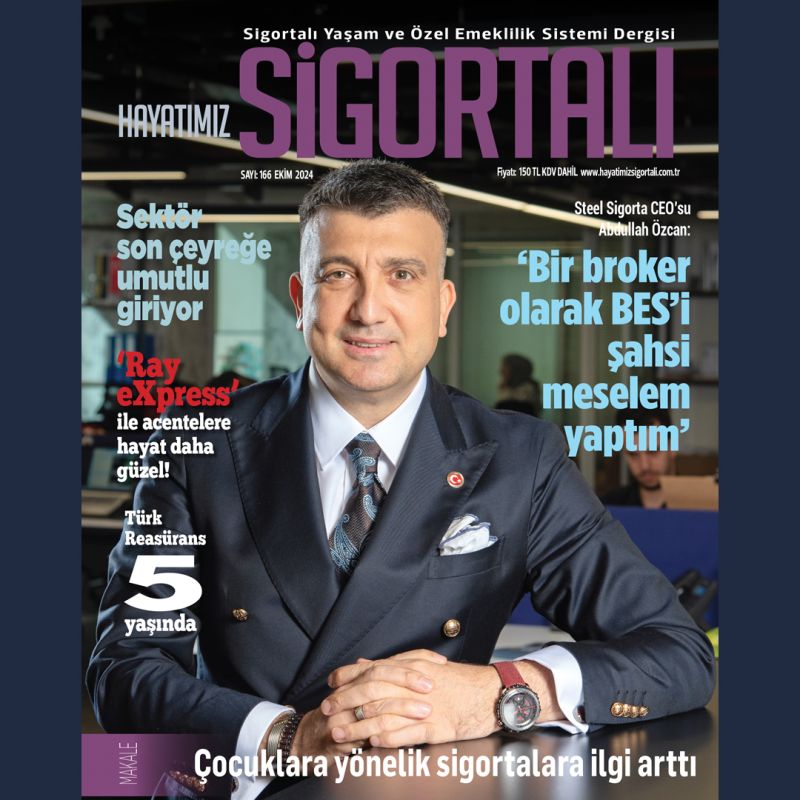 Sigortalı Yaşam ve Özel Emeklilik Sistemi Dergisi
HAYATIMIZ SİGORTALI
SAYI: 166 EKİM 2024
Fiyatı: 150 TL KDV DAHİL www.hayatimizsigortali.com.tr
Sektör
son çeyreğe
umutlu
giriyor
'Ray
eXpress'
ile acentelere
hayat daha
güzel!
Türk
Reasürans
5
yaşında
Steel Sigorta CEO'su
Abdullah Özcan:
'Bir broker
olarak BES'i
şahsi
meselem
yaptım'
MAKALE
Çocuklara yönelik sigortalara ilgi arttı